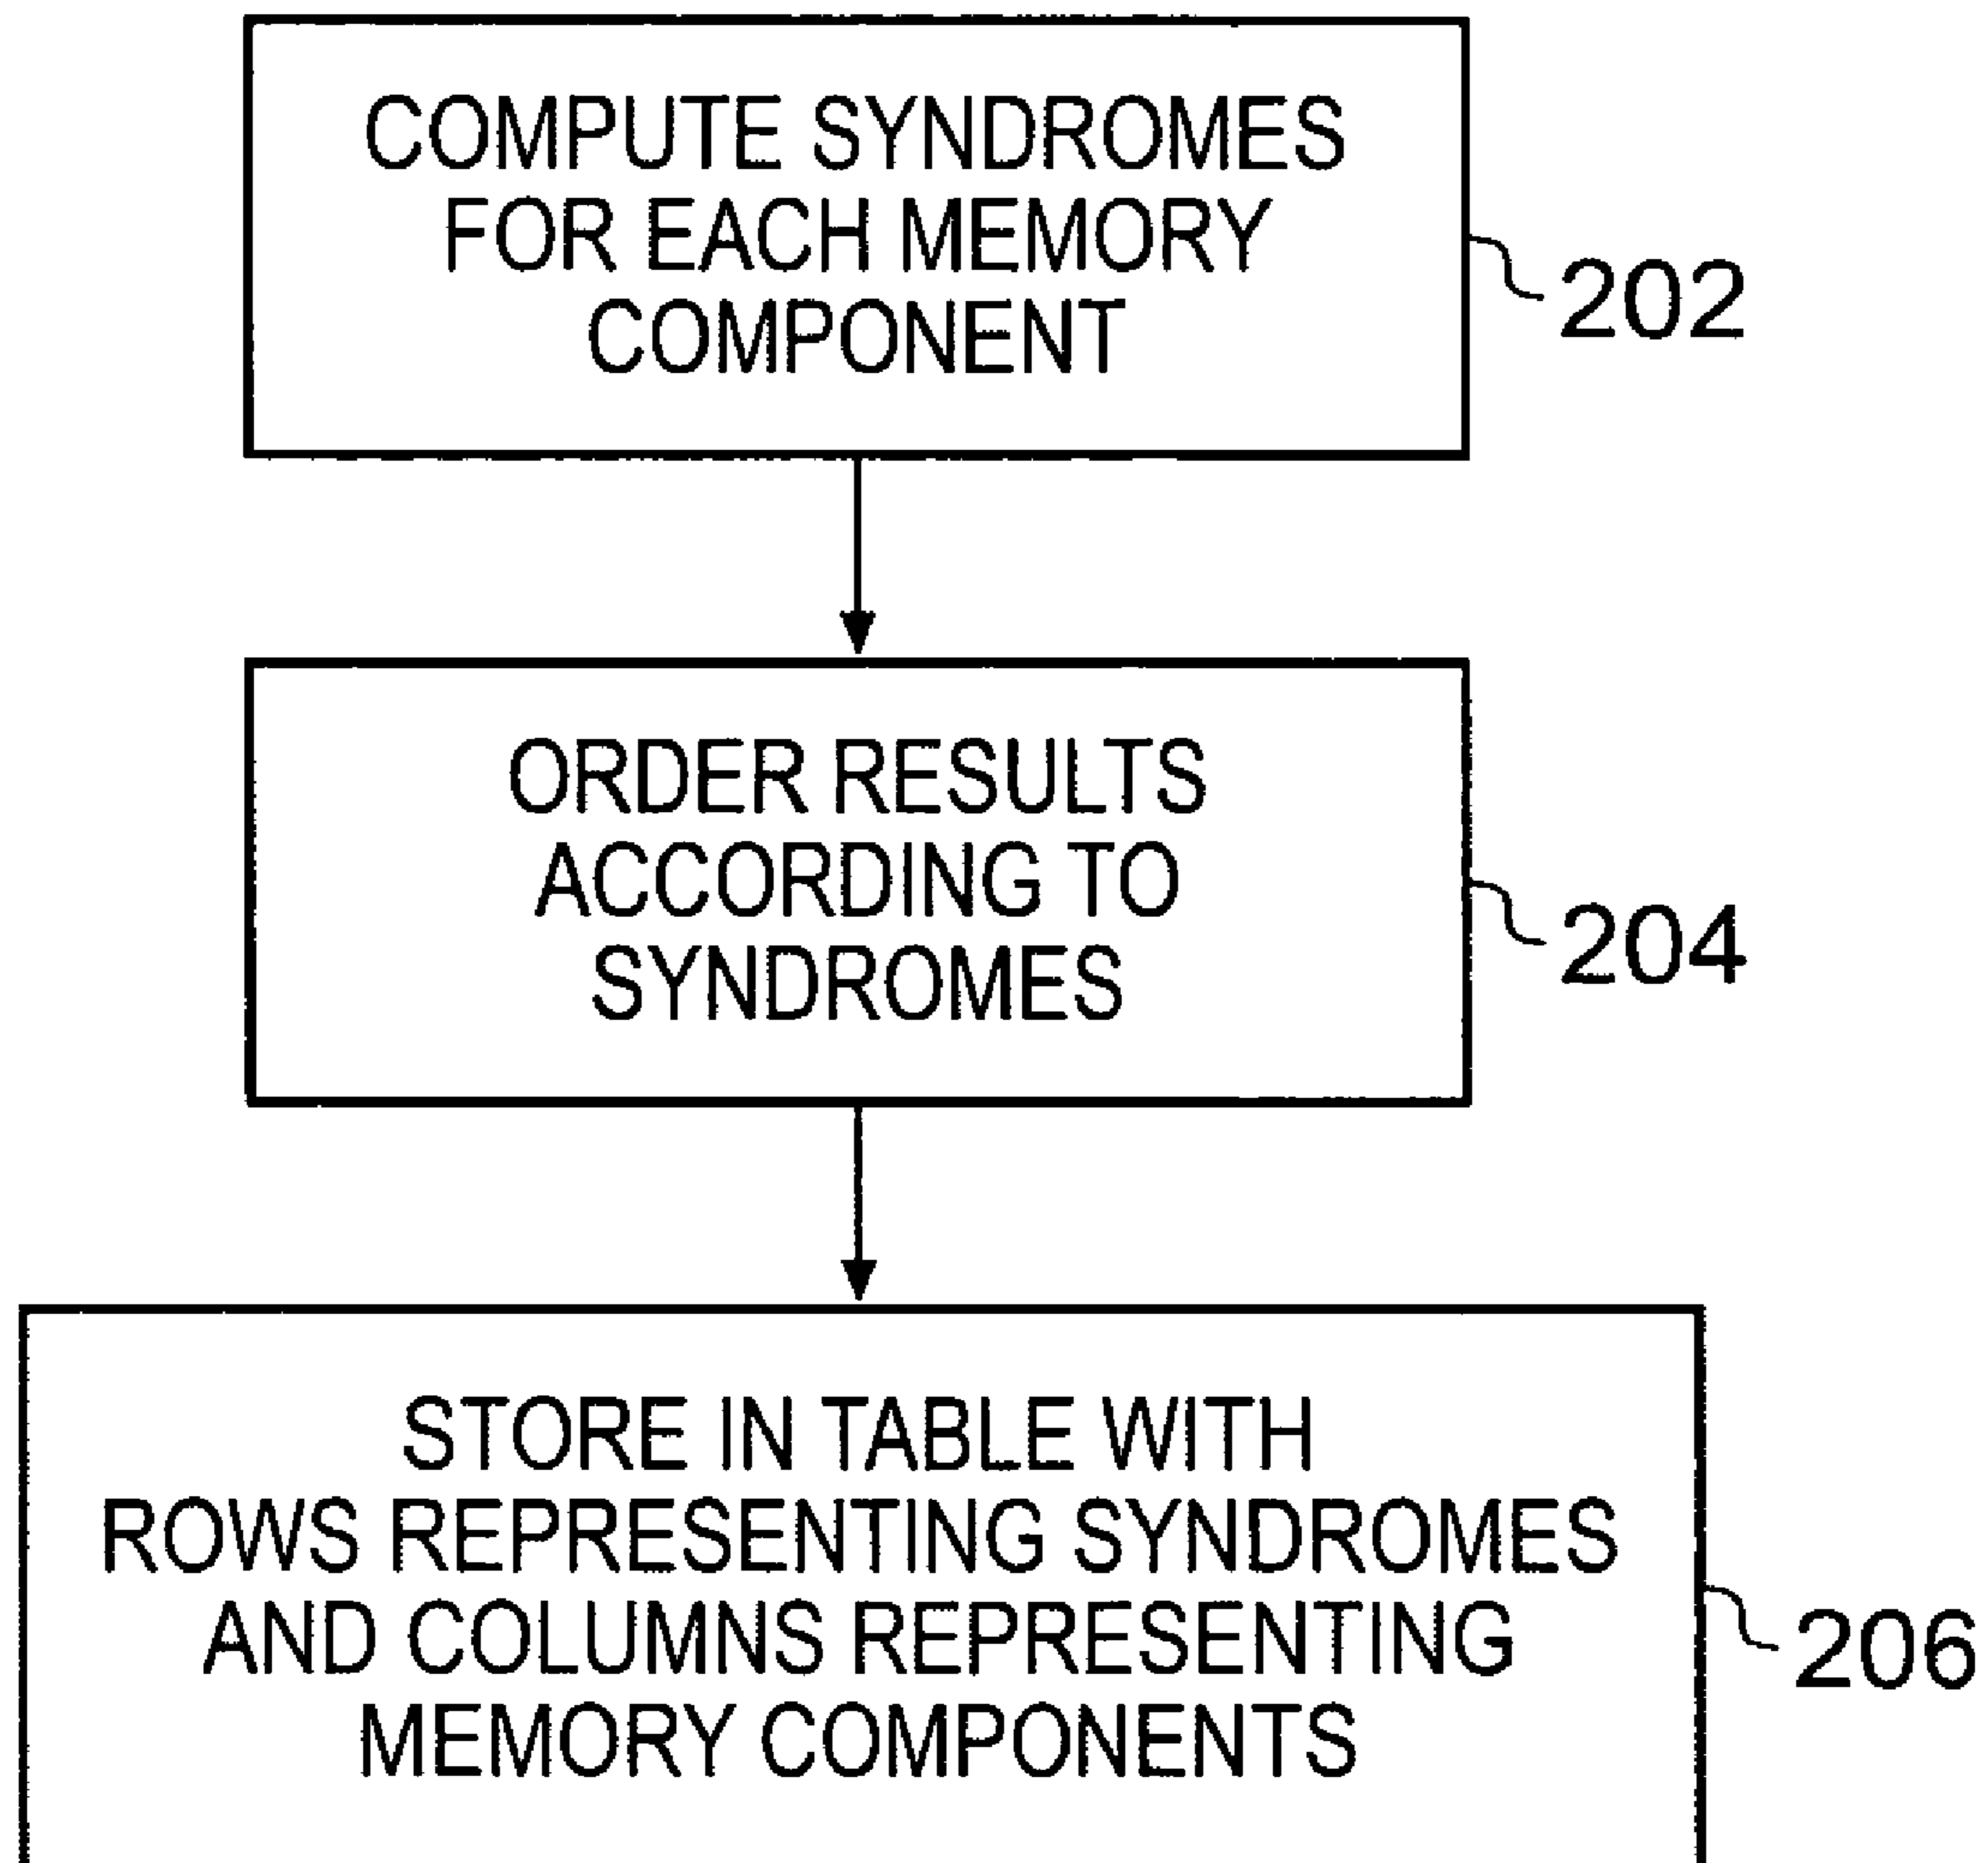 COMPUTE SYNDROMES
FOR EACH MEMORY
COMPONENT
202
ORDER RESULTS
ACCORDING TO
SYNDROMES
204
STORE IN TABLE WITH
ROWS REPRESENTING SYNDROMES
AND COLUMNS REPRESENTING
MEMORY COMPONENTS
206